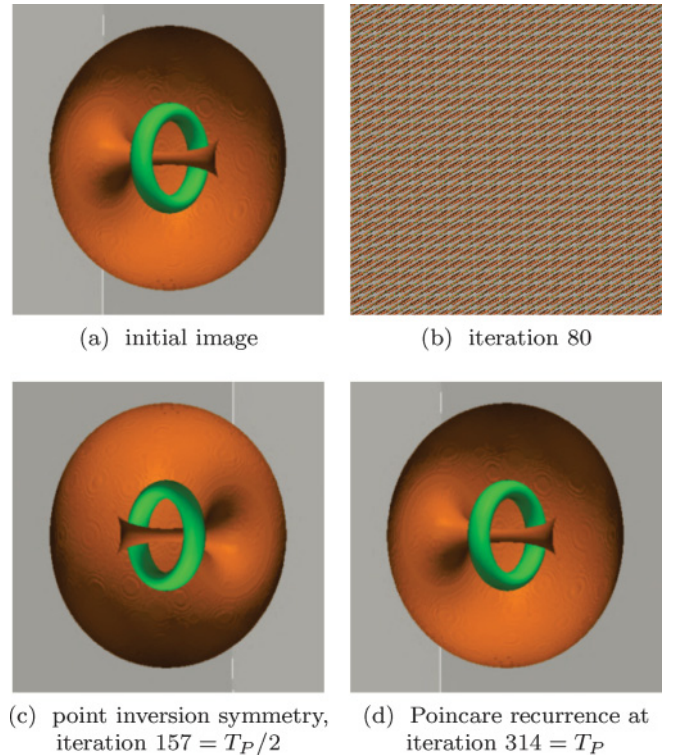 (a) initial image
(b) iteration 80
(c) point inversion symmetry,
iteration 157 = T_P/2
(d) Poincare recurrence at
iteration 314 = T_P